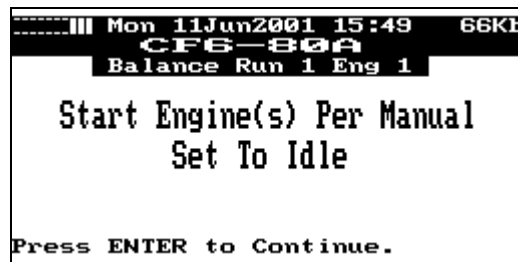 Mon 11Jun2001 15:49 66Kb
CF6-80A
Balance Run 1 Eng 1
Start Engine(s) Per Manual
Set To Idle
Press ENTER to Continue.